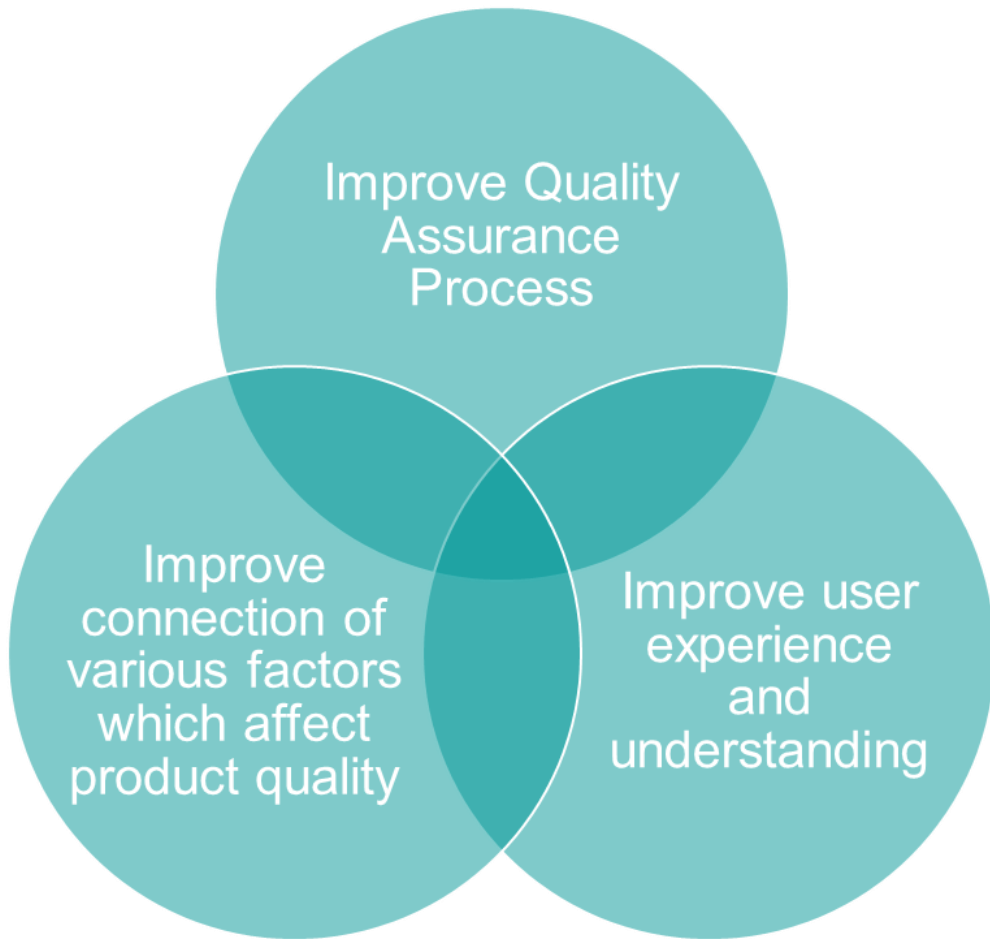 Improve Quality
Assurance
Process
Improve
connection of
various factors
which affect
product quality
Improve user
experience
and
understanding